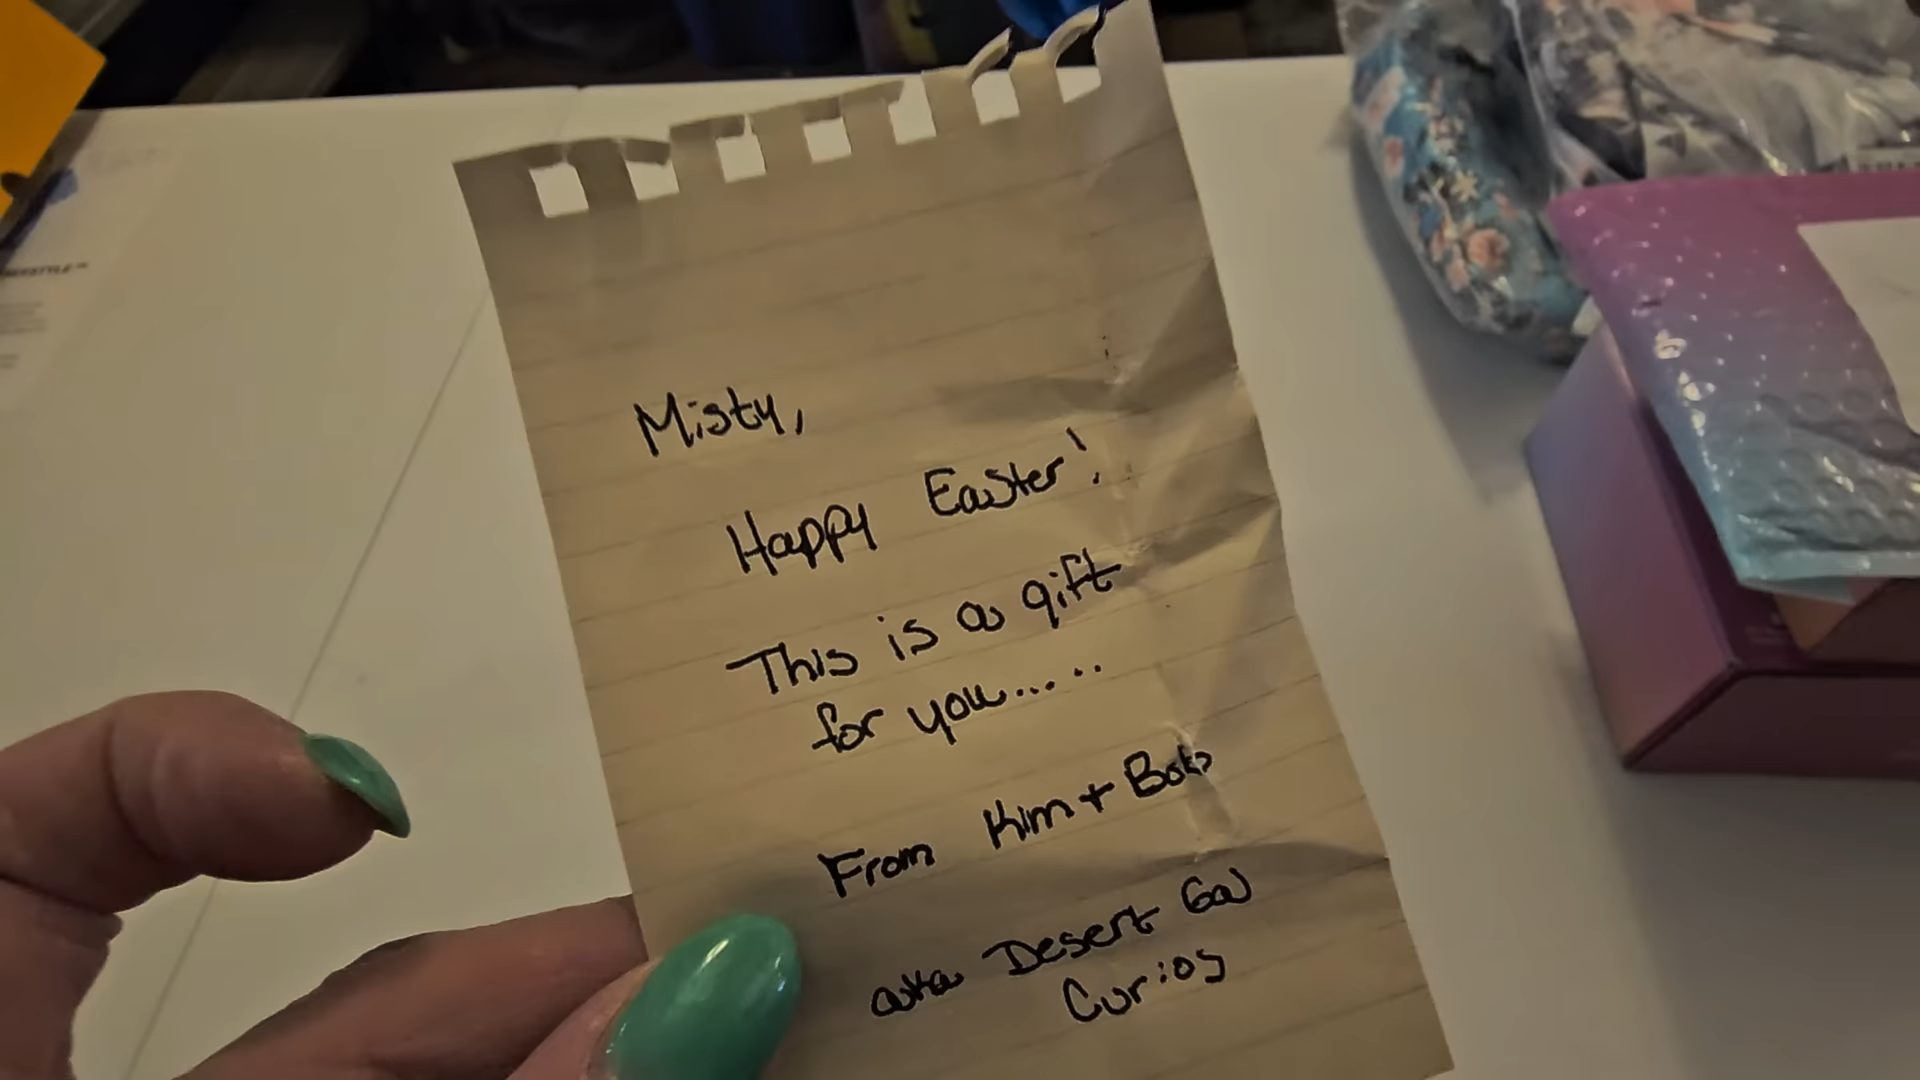 Misty,
Happy Easter!
This is a gift
for you.....
From Kim + Bob
aka Desert Gal
Curios